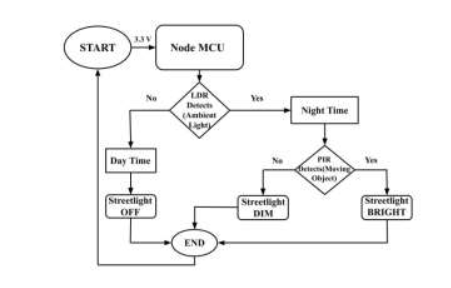 3.3 V
START
Node MCU
LDR
Detects
(Ambient
Light)
No
Yes
Night Time
Day Time
No
PIR
Detects(Moving
Object)
Yes
Streetlight
OFF
Streetlight
DIM
Streetlight
BRIGHT
END